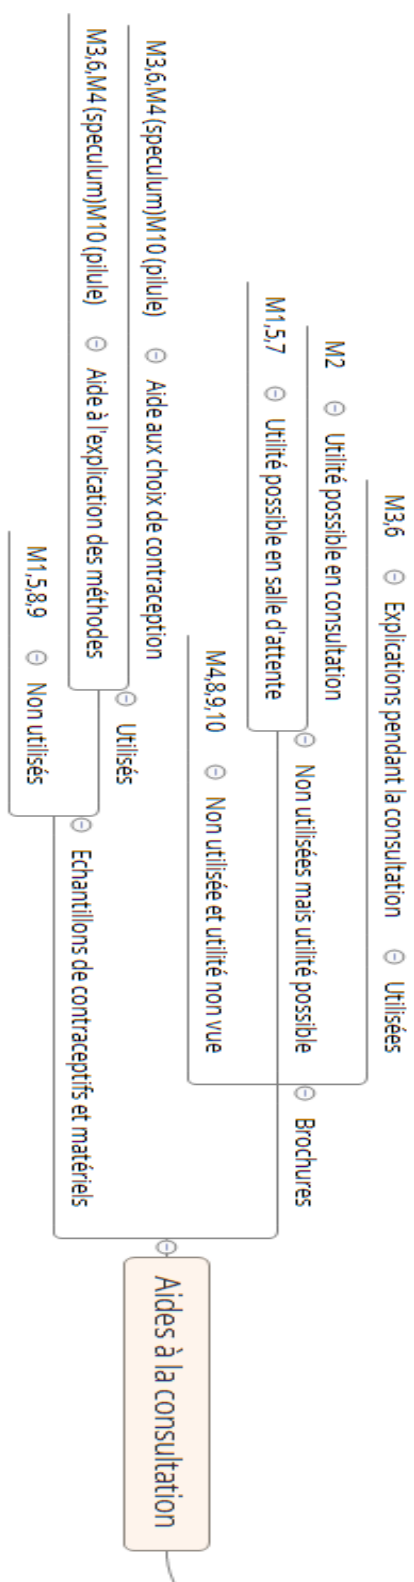 M3,6
Explications pendant la consultation
Utilisées
M2
Utilité possible en consultation
M1,5,7
Utilité possible en salle d'attente
Non utilisées mais utilité possible
M4,8,9,10
Non utilisée et utilité non vue
Brochures
M3,6,M4 (speculum)M10 (pilule)
Aide aux choix de contraception
M3,6,M4 (speculum)M10 (pilule)
Aide à l'explication des méthodes
Utilisés
M1,5,8,9
Non utilisés
Echantillons de contraceptifs et matériels
Aides à la consultation